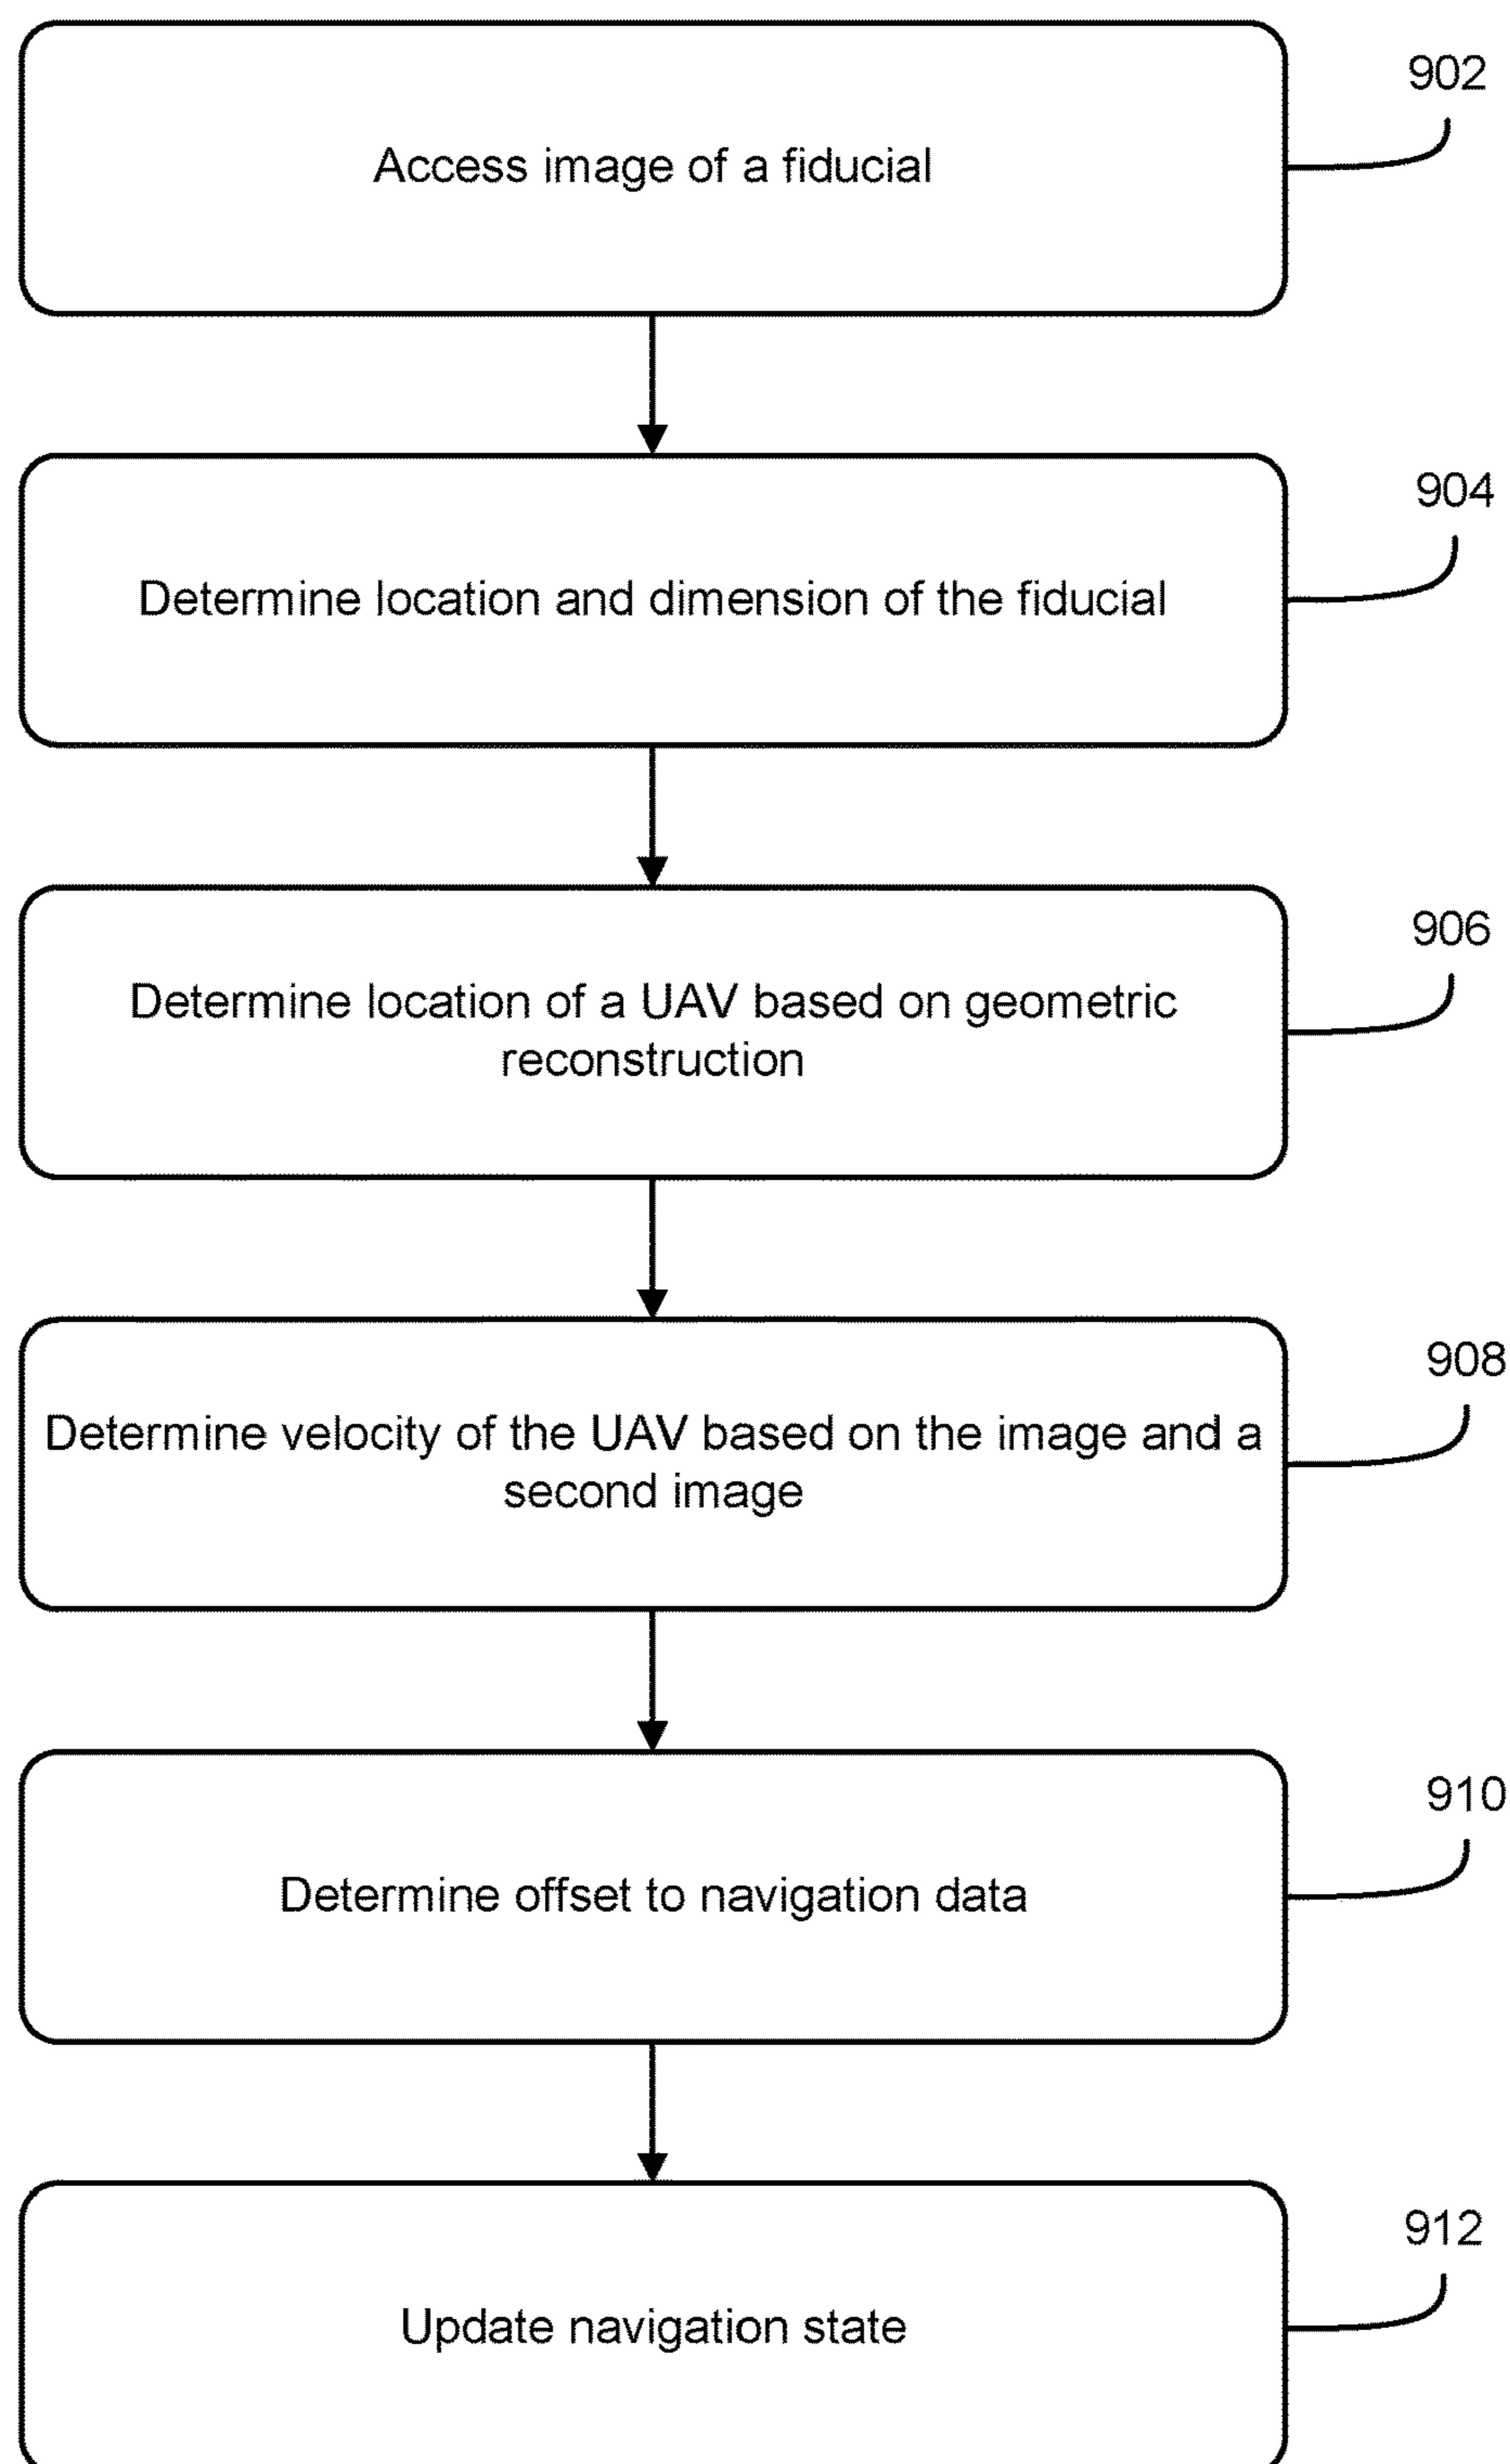 902
Access image of a fiducial
904
Determine location and dimension of the fiducial
906
Determine location of a UAV based on geometric
reconstruction
908
Determine velocity of the UAV based on the image and a
second image
910
Determine offset to navigation data
912
Update navigation state